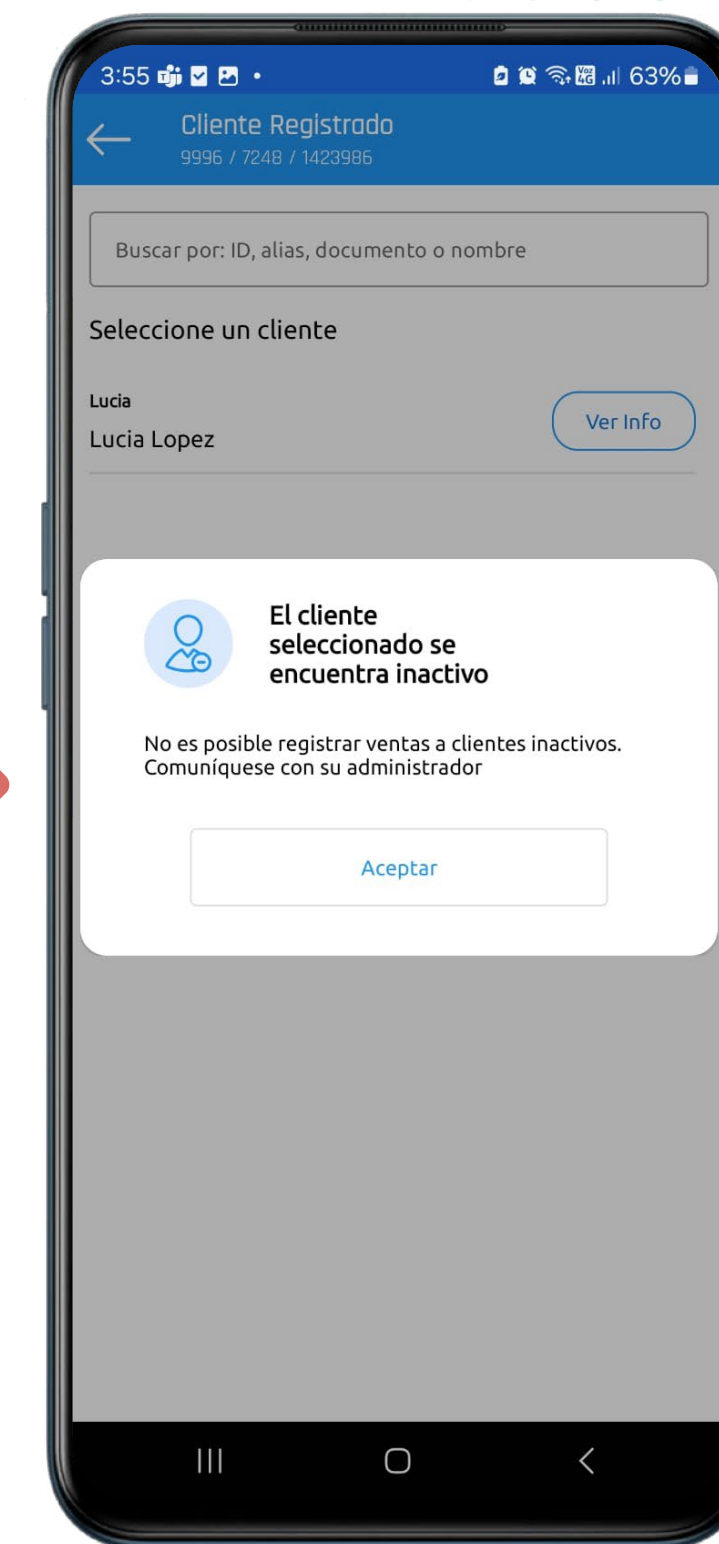 3:55
Voz
4G
63%
Cliente Registrado
9996 / 7248 / 1423986
Buscar por: ID, alias, documento o nombre
Seleccione un cliente
Lucia
Lucia Lopez
Ver Info
El cliente
seleccionado se
encuentra inactivo
No es posible registrar ventas a clientes inactivos.
Comuníquese con su administrador
Aceptar